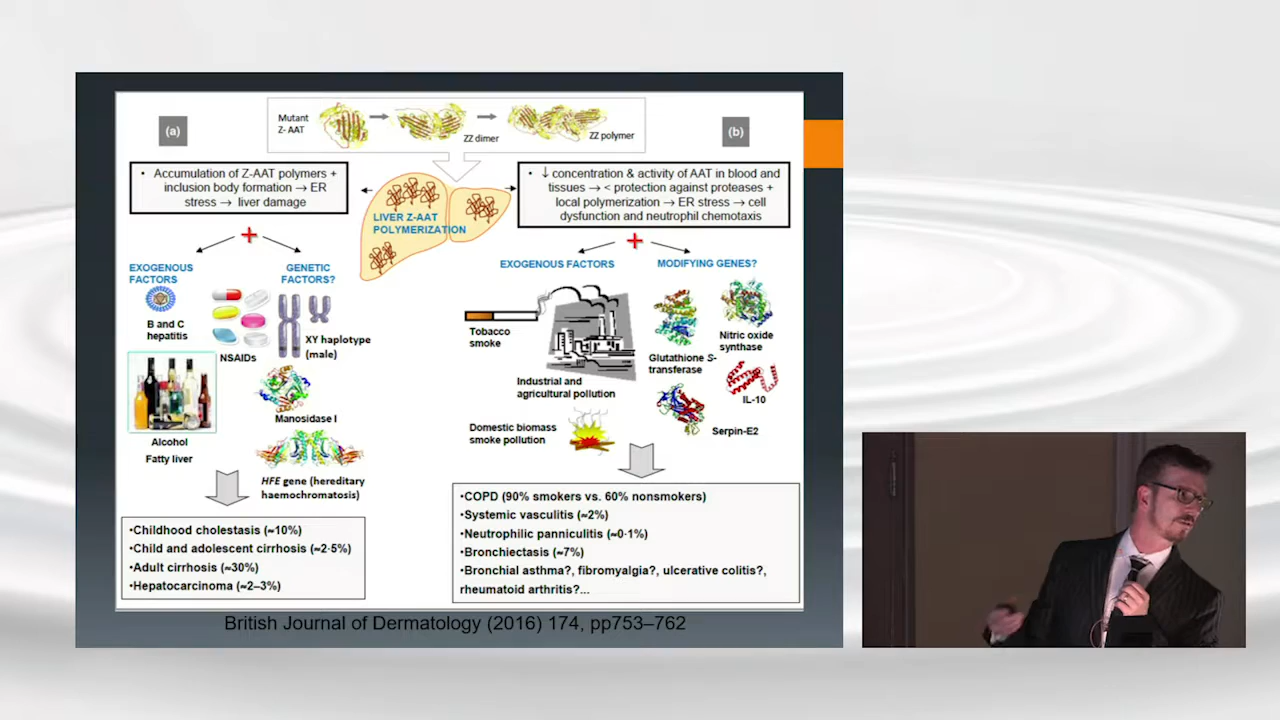 Mutant
Z- AAT
ZZ dimer
ZZ polymer
(a)
(b)
• Accumulation of Z-AAT polymers +
inclusion body formation → ER
stress → liver damage
• ↓ concentration & activity of AAT in blood and
tissues → < protection against proteases +
local polymerization → ER stress → cell
dysfunction and neutrophil chemotaxis
LIVER Z-AAT
POLYMERIZATION
+
+
EXOGENOUS
FACTORS
GENETIC
FACTORS?
B and C
hepatitis
NSAIDs
XY haplotype
(male)
Manosidase I
Alcohol
Fatty liver
HFE gene (hereditary
haemochromatosis)
EXOGENOUS FACTORS
MODIFYING GENES?
Tobacco
smoke
Industrial and
agricultural pollution
Domestic biomass
smoke pollution
Glutathione S-
transferase
Nitric oxide
synthase
IL-10
Serpin-E2
•Childhood cholestasis (≈10%)
•Child and adolescent cirrhosis (≈2·5%)
•Adult cirrhosis (≈30%)
•Hepatocarcinoma (≈2–3%)
•COPD (90% smokers vs. 60% nonsmokers)
•Systemic vasculitis (≈2%)
•Neutrophilic panniculitis (≈0·1%)
•Bronchiectasis (≈7%)
•Bronchial asthma?, fibromyalgia?, ulcerative colitis?,
rheumatoid arthritis?...
British Journal of Dermatology (2016) 174, pp753–762